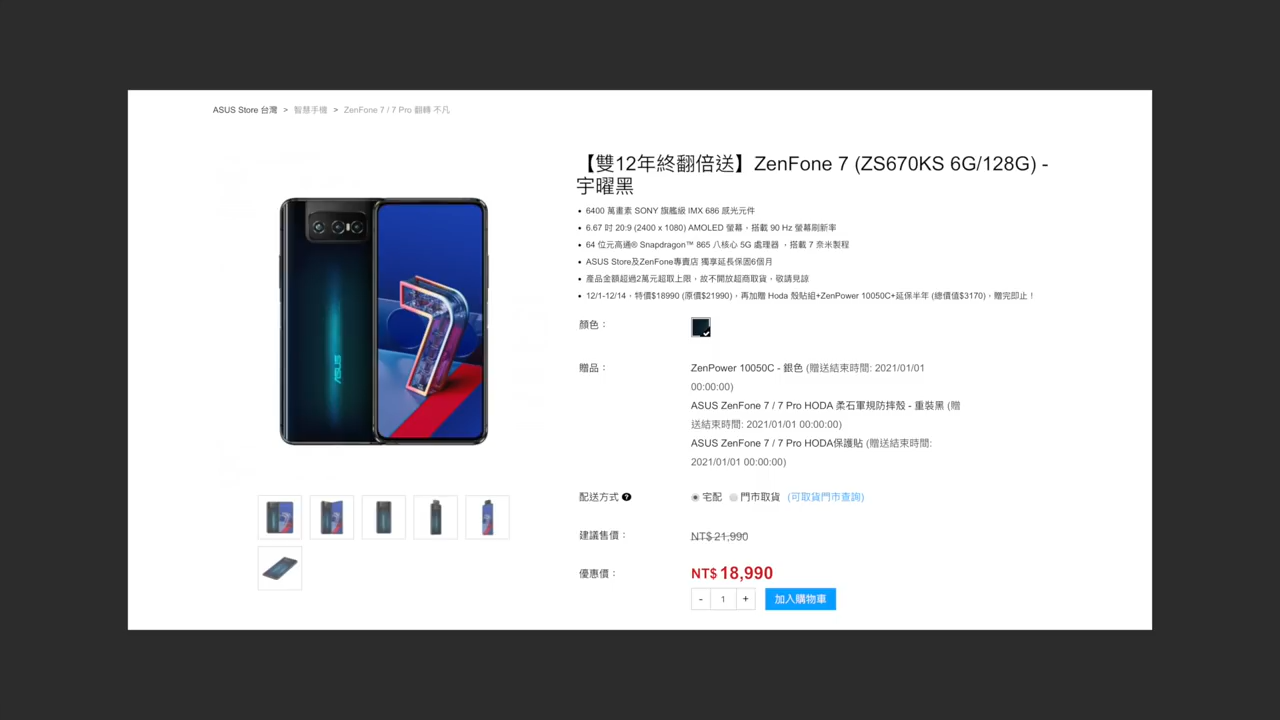 ASUS Store 台灣 > 智慧手機 > ZenFone 7 / 7 Pro 翻轉 不凡
【雙12年終翻倍送】ZenFone 7 (ZS670KS 6G/128G) -
宇曜黑
• 6400 萬畫素 SONY 旗艦級 IMX 686 感光元件
• 6.67 吋 20:9 (2400 x 1080) AMOLED 螢幕，搭載 90 Hz 螢幕刷新率
• 64 位元高通® Snapdragon™ 865 八核心 5G 處理器 ，搭載 7 奈米製程
• ASUS Store及ZenFone專賣店 獨享延長保固6個月
• 產品金額超過2萬元超取上限，故不開放超商取貨，敬請見諒
• 12/1-12/14，特價$18990 (原價$21990)，再加贈 Hoda 殼貼組+ZenPower 10050C+延保半年 (總價值$3170)，贈完即止！
顏色：
贈品：
ZenPower 10050C - 銀色 (贈送結束時間: 2021/01/01
00:00:00)
ASUS ZenFone 7 / 7 Pro HODA 柔石軍規防摔殼 - 重裝黑 (贈
送結束時間: 2021/01/01 00:00:00)
ASUS ZenFone 7 / 7 Pro HODA保護貼 (贈送結束時間:
2021/01/01 00:00:00)
配送方式 ? 宅配 門市取貨 (可取貨門市查詢)
建議售價： NT$ 21,990
優惠價： NT$ 18,990
- 1 + 加入購物車
ASUS